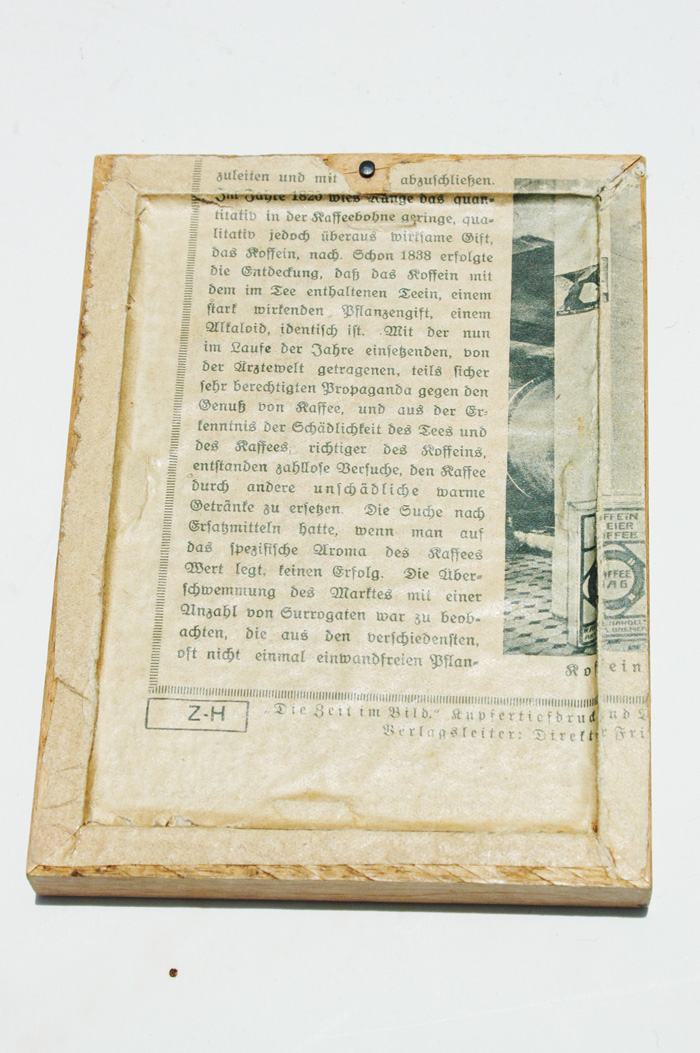 zuleiten und mit abzuschließen.
Im Jahre 1820 wies Runge das quan-
titativ in der Kaffeebohne geringe, qua-
litativ jedoch überaus wirksame Gift,
das Koffein, nach. Schon 1838 erfolgte
die Entdeckung, daß das Koffein mit
dem im Tee enthaltenen Teein, einem
stark wirkenden Pflanzengift, einem
Alkaloid, identisch ist. Mit der nun
im Laufe der Jahre einsetzenden, von
der Ärztewelt getragenen, teils sicher
sehr berechtigten Propaganda gegen den
Genuß von Kaffee, und aus der Er-
kenntnis der Schädlichkeit des Tees und
des Kaffees, richtiger des Koffeins,
entstanden zahllose Versuche, den Kaffee
durch andere unschädliche warme
Getränke zu ersetzen. Die Suche nach
Ersatzmitteln hatte, wenn man auf
das spezifische Aroma des Kaffees
Wert legt, keinen Erfolg. Die Über-
schwemmung des Marktes mit einer
Anzahl von Surrogaten war zu beob-
achten, die aus den verschiedensten,
oft nicht einmal einwandfreien Pflan-
FFEIN
EIER
FFEE
FFEE
HAG
Koffein
Z-H
„Die Zeit im Bild." Kupfertiefdruck und
Verlagsleiter: Direktor Fri